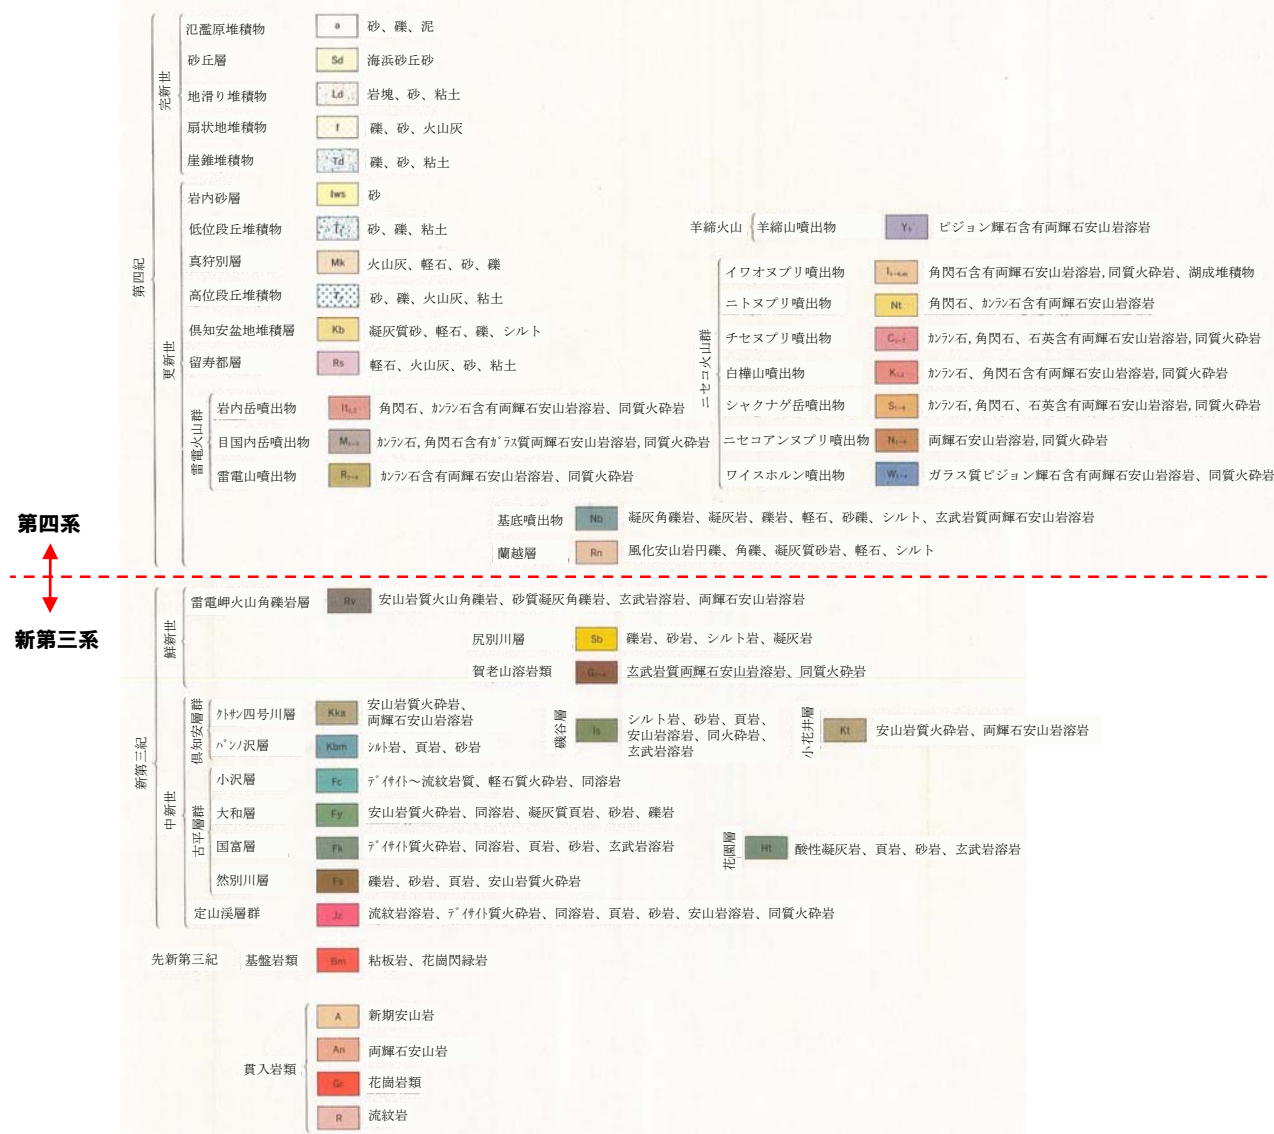 第四紀
完新世
氾濫原堆積物 a 砂、礫、泥
砂丘層 Sd 海浜砂丘砂
地滑り堆積物 Ld 岩塊、砂、粘土
扇状地堆積物 f 礫、砂、火山灰
崖錐堆積物 Td 礫、砂、粘土
更新世
岩内砂層 Iws 砂
低位段丘堆積物 砂、礫、粘土
真狩別層 Mk 火山灰、軽石、砂、礫
高位段丘堆積物 砂、礫、火山灰、粘土
倶知安盆地堆積層 Kb 凝灰質砂、軽石、礫、シルト
留寿都層 Rs 軽石、火山灰、砂、粘土
雷電火山群
岩内岳噴出物 It1,2 角閃石、カンラン石含有両輝石安山岩溶岩、同質火砕岩
目国内岳噴出物 カンラン石,角閃石含有ガラス質両輝石安山岩溶岩,同質火砕岩
雷電山噴出物 カンラン石含有両輝石安山岩溶岩、同質火砕岩
羊締火山 羊締山噴出物 ピジョン輝石含有両輝石安山岩溶岩
ニセコ火山群
イワオヌプリ噴出物 角閃石含有両輝石安山岩溶岩,同質火砕岩、湖成堆積物
ニトヌプリ噴出物 Nt 角閃石、カンラン石含有両輝石安山岩溶岩
チセヌプリ噴出物 カンラン石、角閃石、石英含有両輝石安山岩溶岩,同質火砕岩
白樺山噴出物 カンラン石、角閃石含有両輝石安山岩溶岩,同質火砕岩
シャクナゲ岳噴出物 カンラン石,角閃石、石英含有両輝石安山岩溶岩,同質火砕岩
ニセコアンヌプリ噴出物 両輝石安山岩溶岩,同質火砕岩
ワイスホルン噴出物 ガラス質ピジョン輝石含有両輝石安山岩溶岩、同質火砕岩
基底噴出物 Nb 凝灰角礫岩、凝灰岩、礫岩、軽石、砂礫、シルト、玄武岩質両輝石安山岩溶岩
蘭越層 Rn 風化安山岩円礫、角礫、凝灰質砂岩、軽石、シルト
第四系
新第三系
新第三紀
鮮新世
雷電岬火山角礫岩層 Rv 安山岩質火山角礫岩、砂質凝灰角礫岩、玄武岩溶岩、両輝石安山岩溶岩
尻別川層 Sb 礫岩、砂岩、シルト岩、凝灰岩
賀老山溶岩類 玄武岩質両輝石安山岩溶岩、同質火砕岩
中新世
倶知安層群
クトサン四号川層 Kka 安山岩質火砕岩、
両輝石安山岩溶岩
パンノ沢層 Kbm シルト岩、頁岩、砂岩
磯谷層 Is シルト岩、砂岩、頁岩、
安山岩溶岩、同火砕岩、
玄武岩溶岩
小花井層 Kt 安山岩質火砕岩、両輝石安山岩溶岩
古平層群
小沢層 Fc デイサイト～流紋岩質、軽石質火砕岩、同溶岩
大和層 Fy 安山岩質火砕岩、同溶岩、凝灰質頁岩、砂岩、礫岩
国富層 Fk デイサイト質火砕岩、同溶岩、頁岩、砂岩、玄武岩溶岩
花園層 Ht 酸性凝灰岩、頁岩、砂岩、玄武岩溶岩
然別川層 Fs 礫岩、砂岩、頁岩、安山岩質火砕岩
定山渓層群 Jz 流紋岩溶岩、デイサイト質火砕岩、同溶岩、頁岩、砂岩、安山岩溶岩、同質火砕岩
先新第三紀 基盤岩類 Bm 粘板岩、花崗閃緑岩
貫入岩類
A 新期安山岩
An 両輝石安山岩
Gr 花崗岩類
R 流紋岩